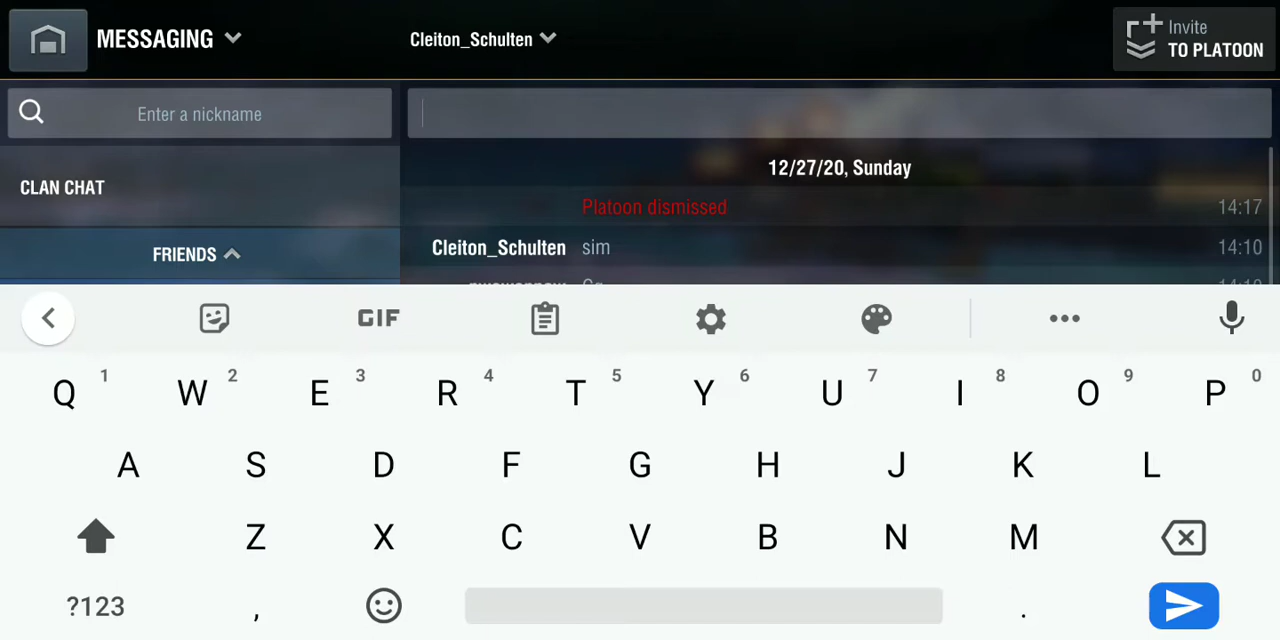 MESSAGING
Cleiton_Schulten
Invite
TO PLATOON
Enter a nickname
CLAN CHAT
FRIENDS
12/27/20, Sunday
Platoon dismissed 14:17
Cleiton_Schulten sim 14:10
GIF
Q 1 W 2 E 3 R 4 T 5 Y 6 U 7 I 8 O 9 P 0
A S D F G H J K L
Z X C V B N M
?123 , .